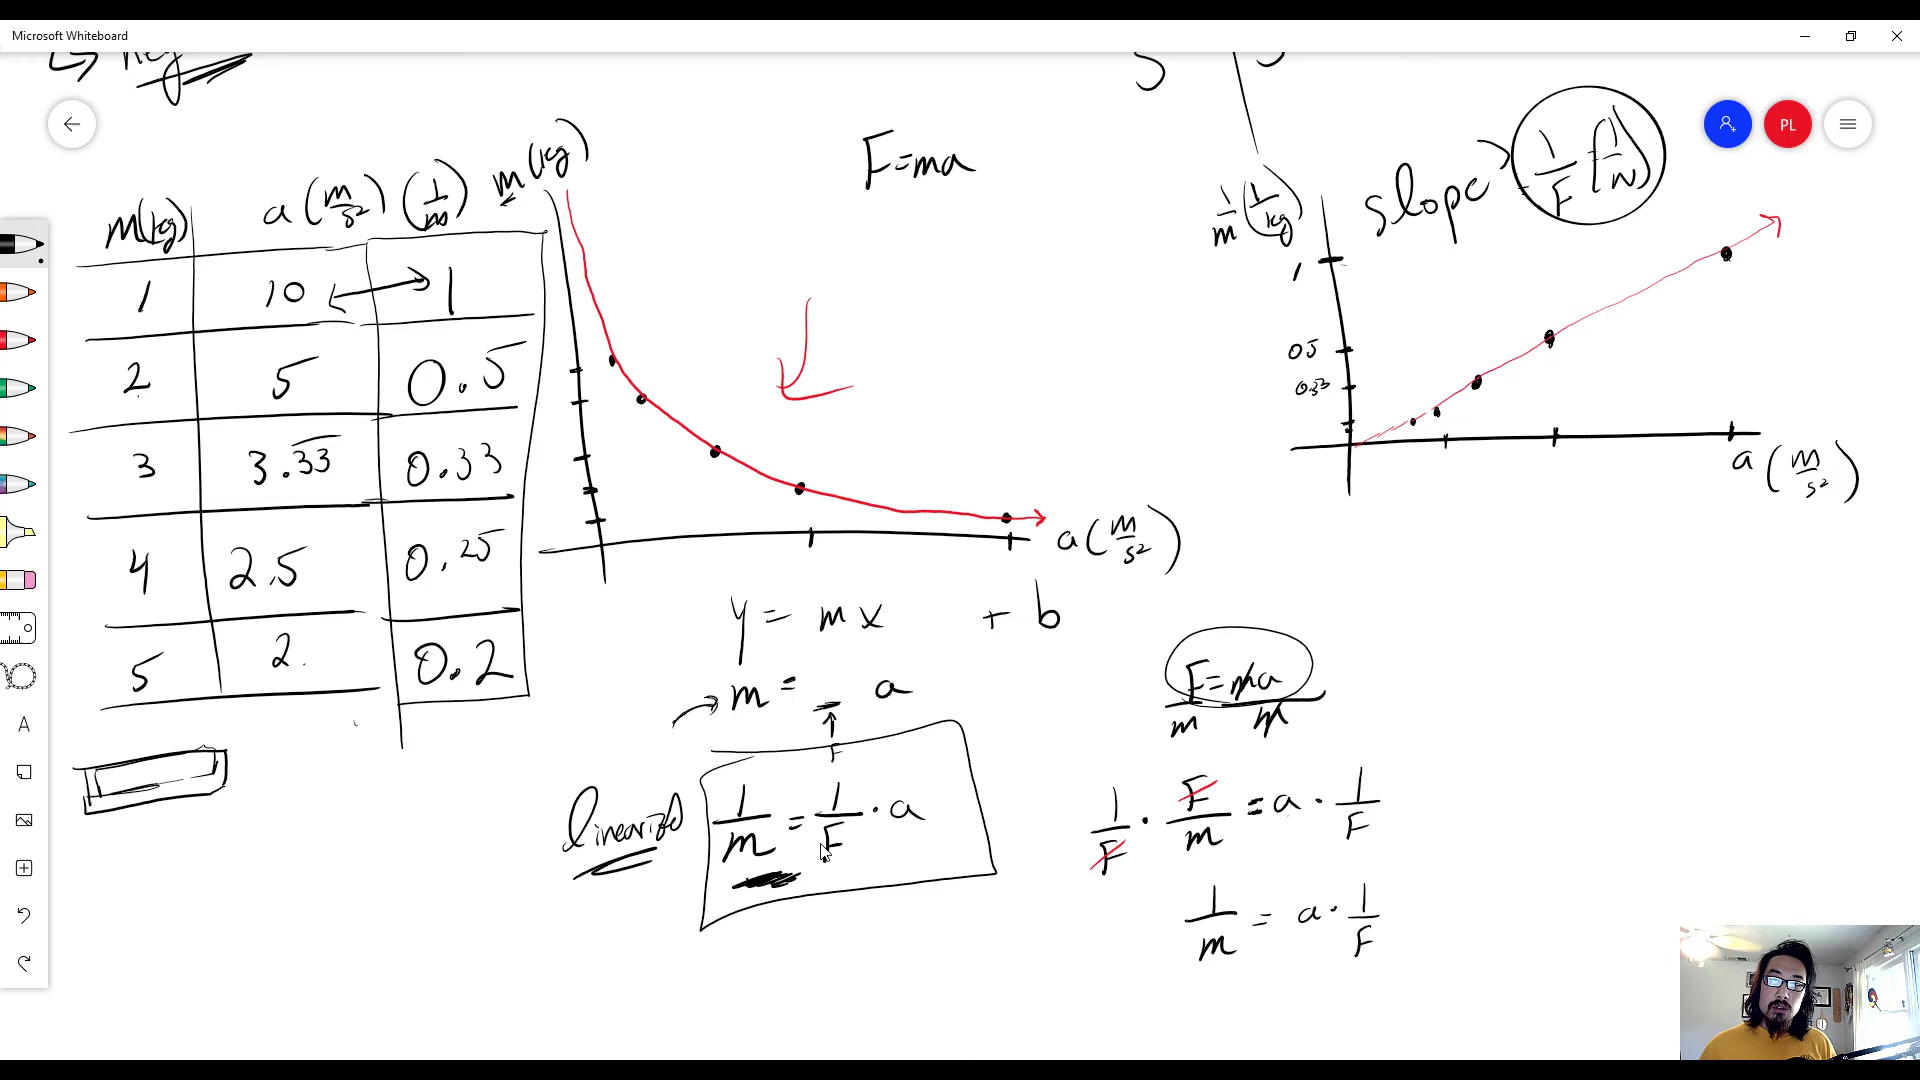 Microsoft Whiteboard
PL
F=ma
m(kg) a(m/s²) (1/m)
1 10 1
2 5 0.5
3 3.33 0.33
4 2.5 0.25
5 2. 0.2
m(kg)
a(m/s²)
slope
1/F (1/N)
1/m (1/kg)
1
0.5
0.33
a(m/s²)
y = mx + b
m = _ a
F
linearized
1/m = 1/F · a
F=ma
m m
1/F · F/m = a · 1/F
1/m = a · 1/F
A